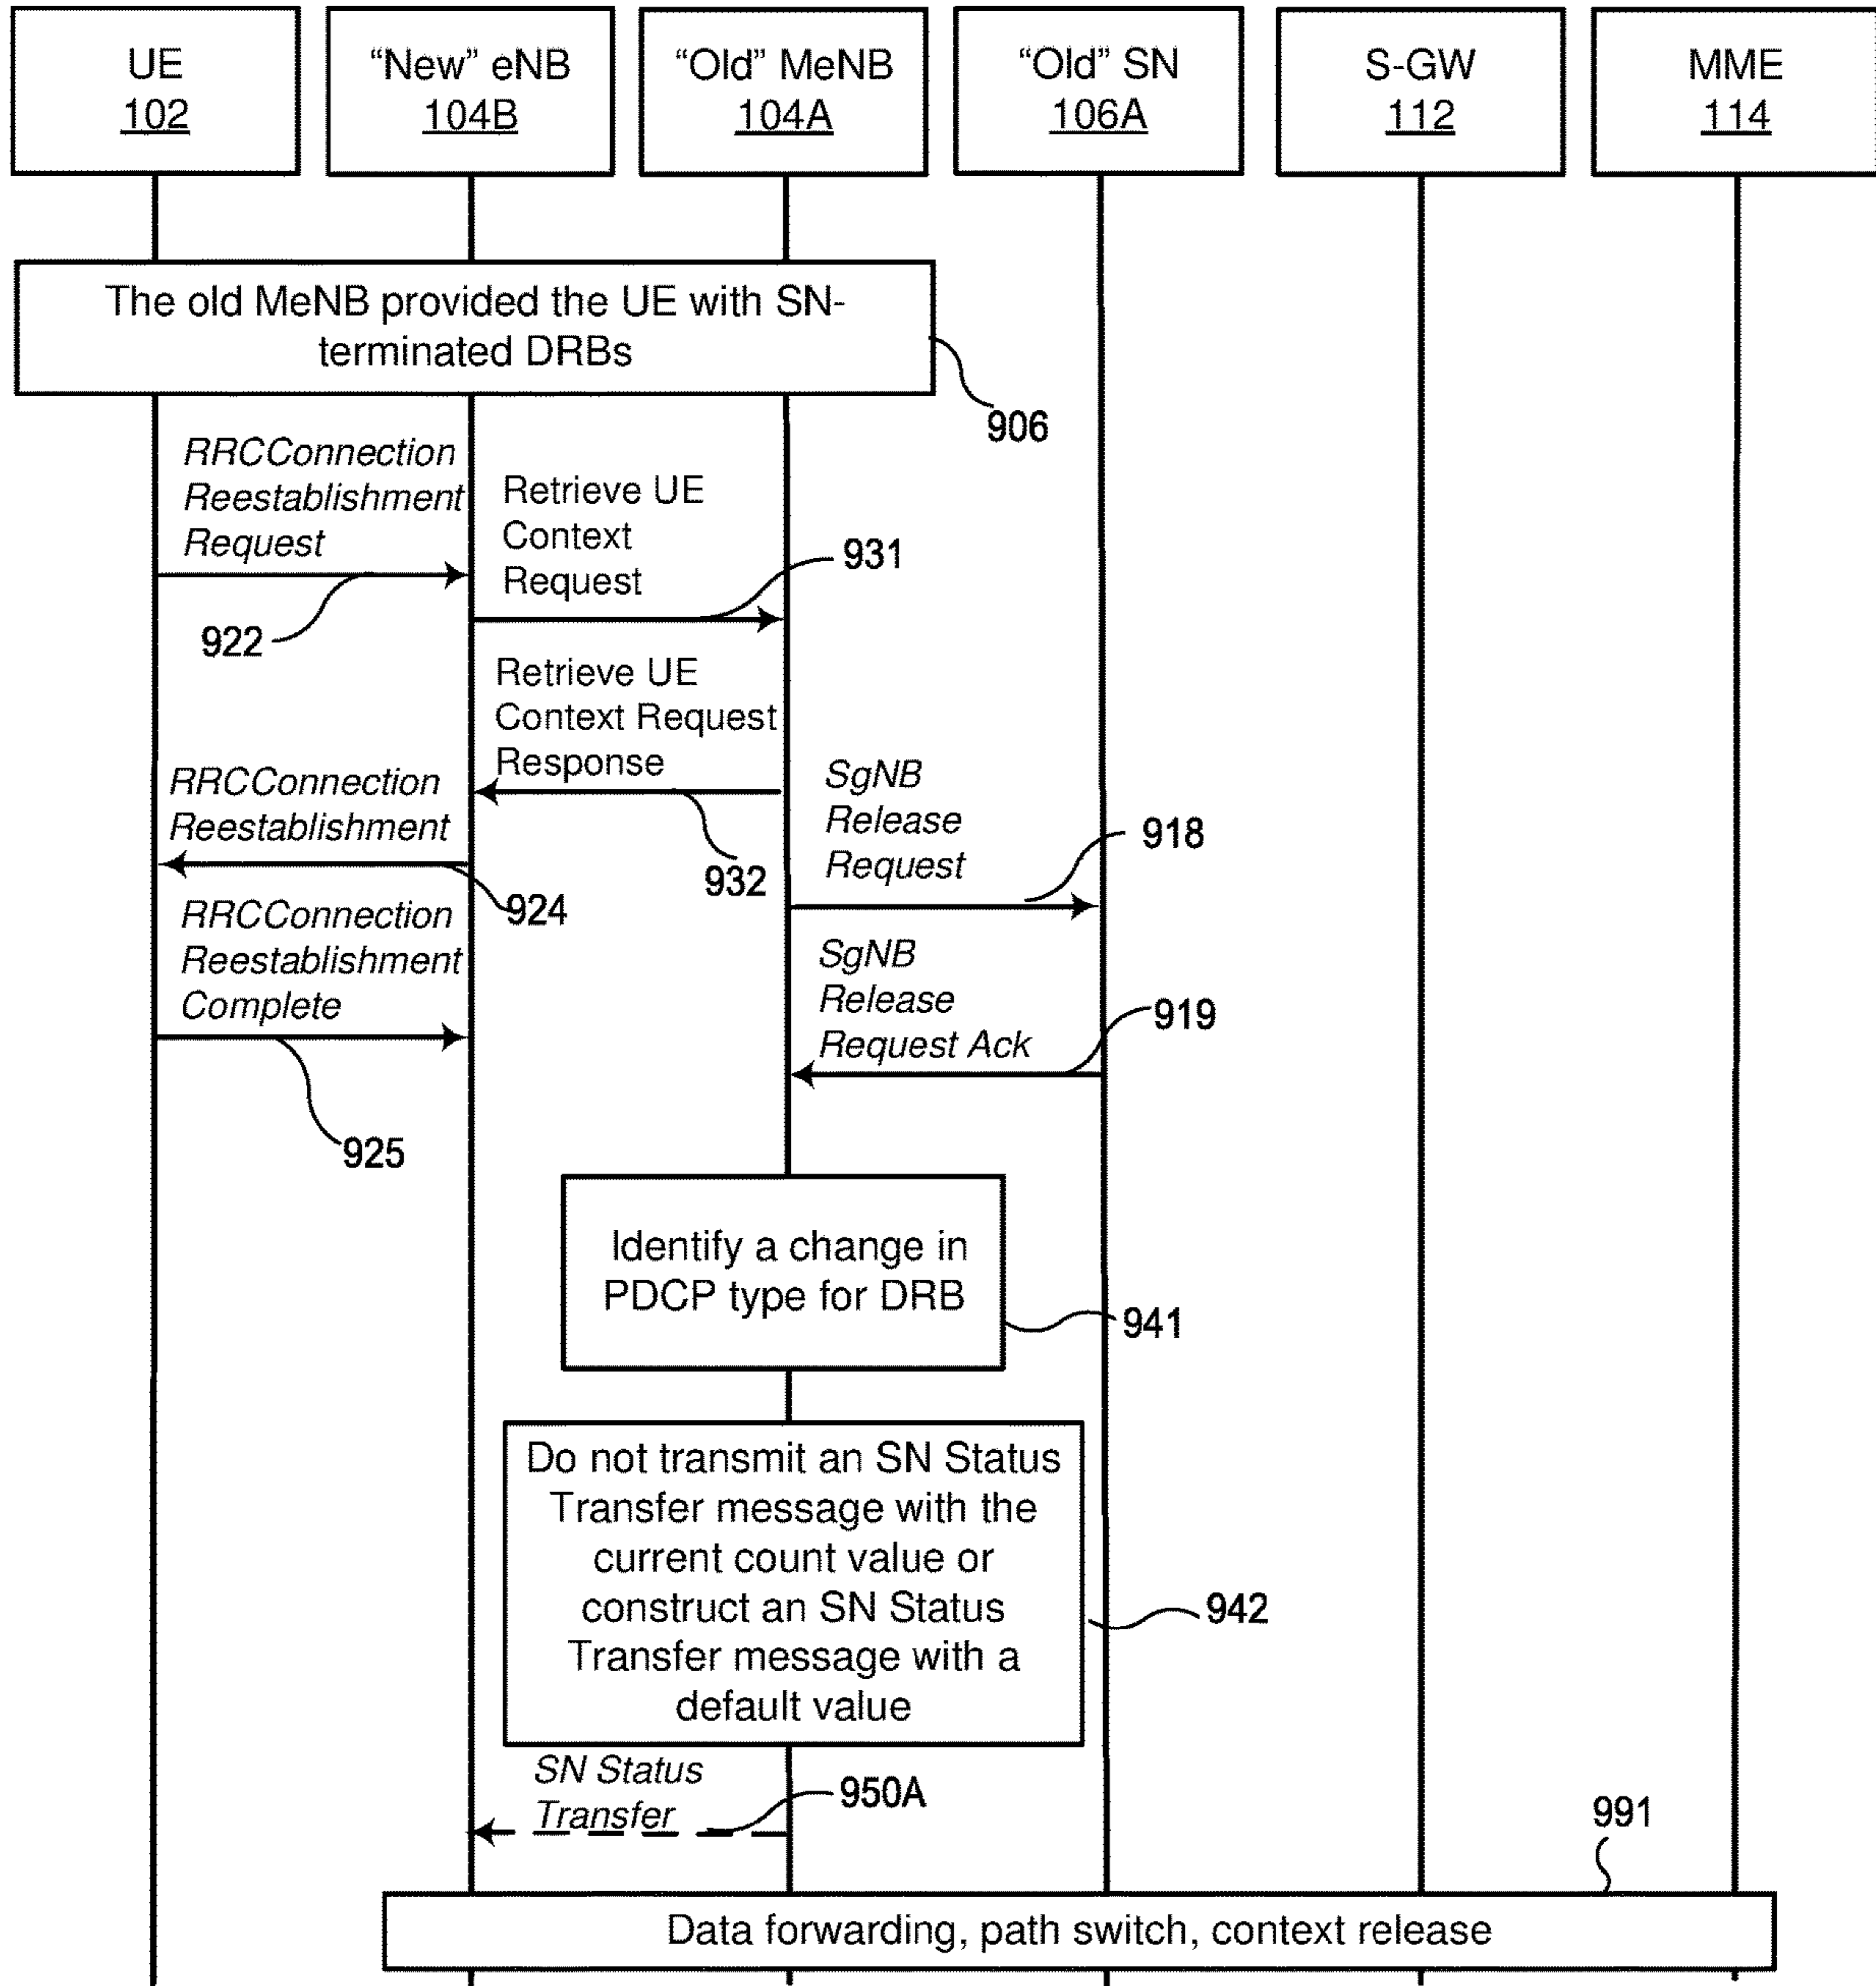 UE
102
“New” eNB
104B
“Old” MeNB
104A
“Old” SN
106A
S-GW
112
MME
114
The old MeNB provided the UE with SN-
terminated DRBs
906
RRCConnection
Reestablishment
Request
922
Retrieve UE
Context
Request
931
Retrieve UE
Context Request
Response
932
RRCConnection
Reestablishment
924
SgNB
Release
Request
918
RRCConnection
Reestablishment
Complete
925
SgNB
Release
Request Ack
919
Identify a change in
PDCP type for DRB
941
Do not transmit an SN Status
Transfer message with the
current count value or
construct an SN Status
Transfer message with a
default value
942
SN Status
Transfer
950A
991
Data forwarding, path switch, context release